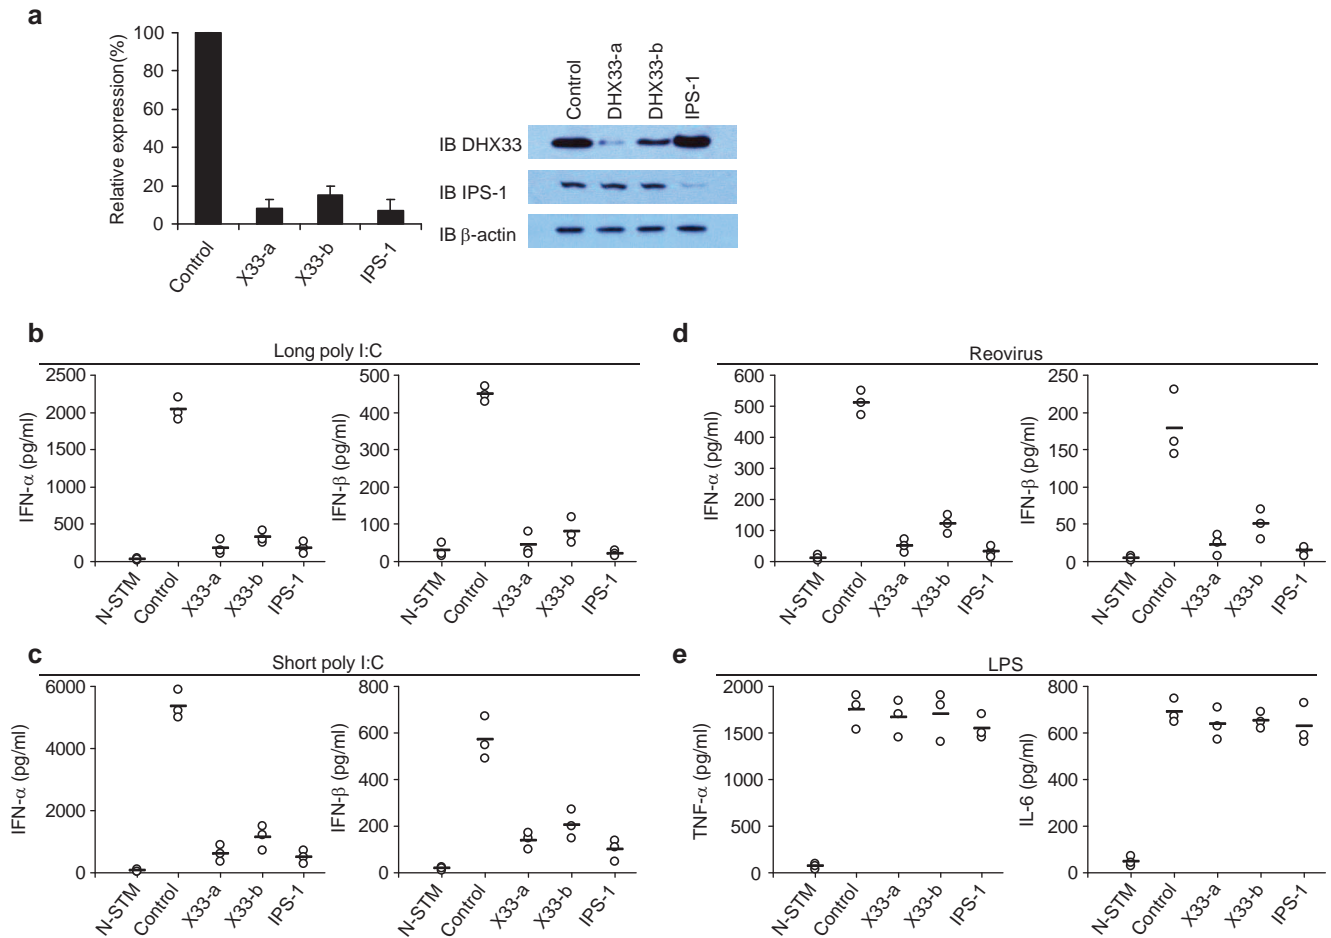 a
Relative expression(%)
100
80
60
40
20
0
Control
X33-a
X33-b
IPS-1
Control
DHX33-a
DHX33-b
IPS-1
IB DHX33
IB IPS-1
IB β-actin
b
Long poly I:C
IFN-α (pg/ml)
2500
2000
1500
1000
500
0
N-STM
Control
X33-a
X33-b
IPS-1
IFN-β (pg/ml)
500
400
300
200
100
0
N-STM
Control
X33-a
X33-b
IPS-1
d
Reovirus
IFN-α (pg/ml)
600
500
400
300
200
100
0
N-STM
Control
X33-a
X33-b
IPS-1
IFN-β (pg/ml)
250
200
150
100
50
0
N-STM
Control
X33-a
X33-b
IPS-1
c
Short poly I:C
IFN-α (pg/ml)
6000
4000
2000
0
N-STM
Control
X33-a
X33-b
IPS-1
IFN-β (pg/ml)
800
600
400
200
0
N-STM
Control
X33-a
X33-b
IPS-1
e
LPS
TNF-α (pg/ml)
2000
1500
1000
500
0
N-STM
Control
X33-a
X33-b
IPS-1
IL-6 (pg/ml)
800
600
400
200
0
N-STM
Control
X33-a
X33-b
IPS-1